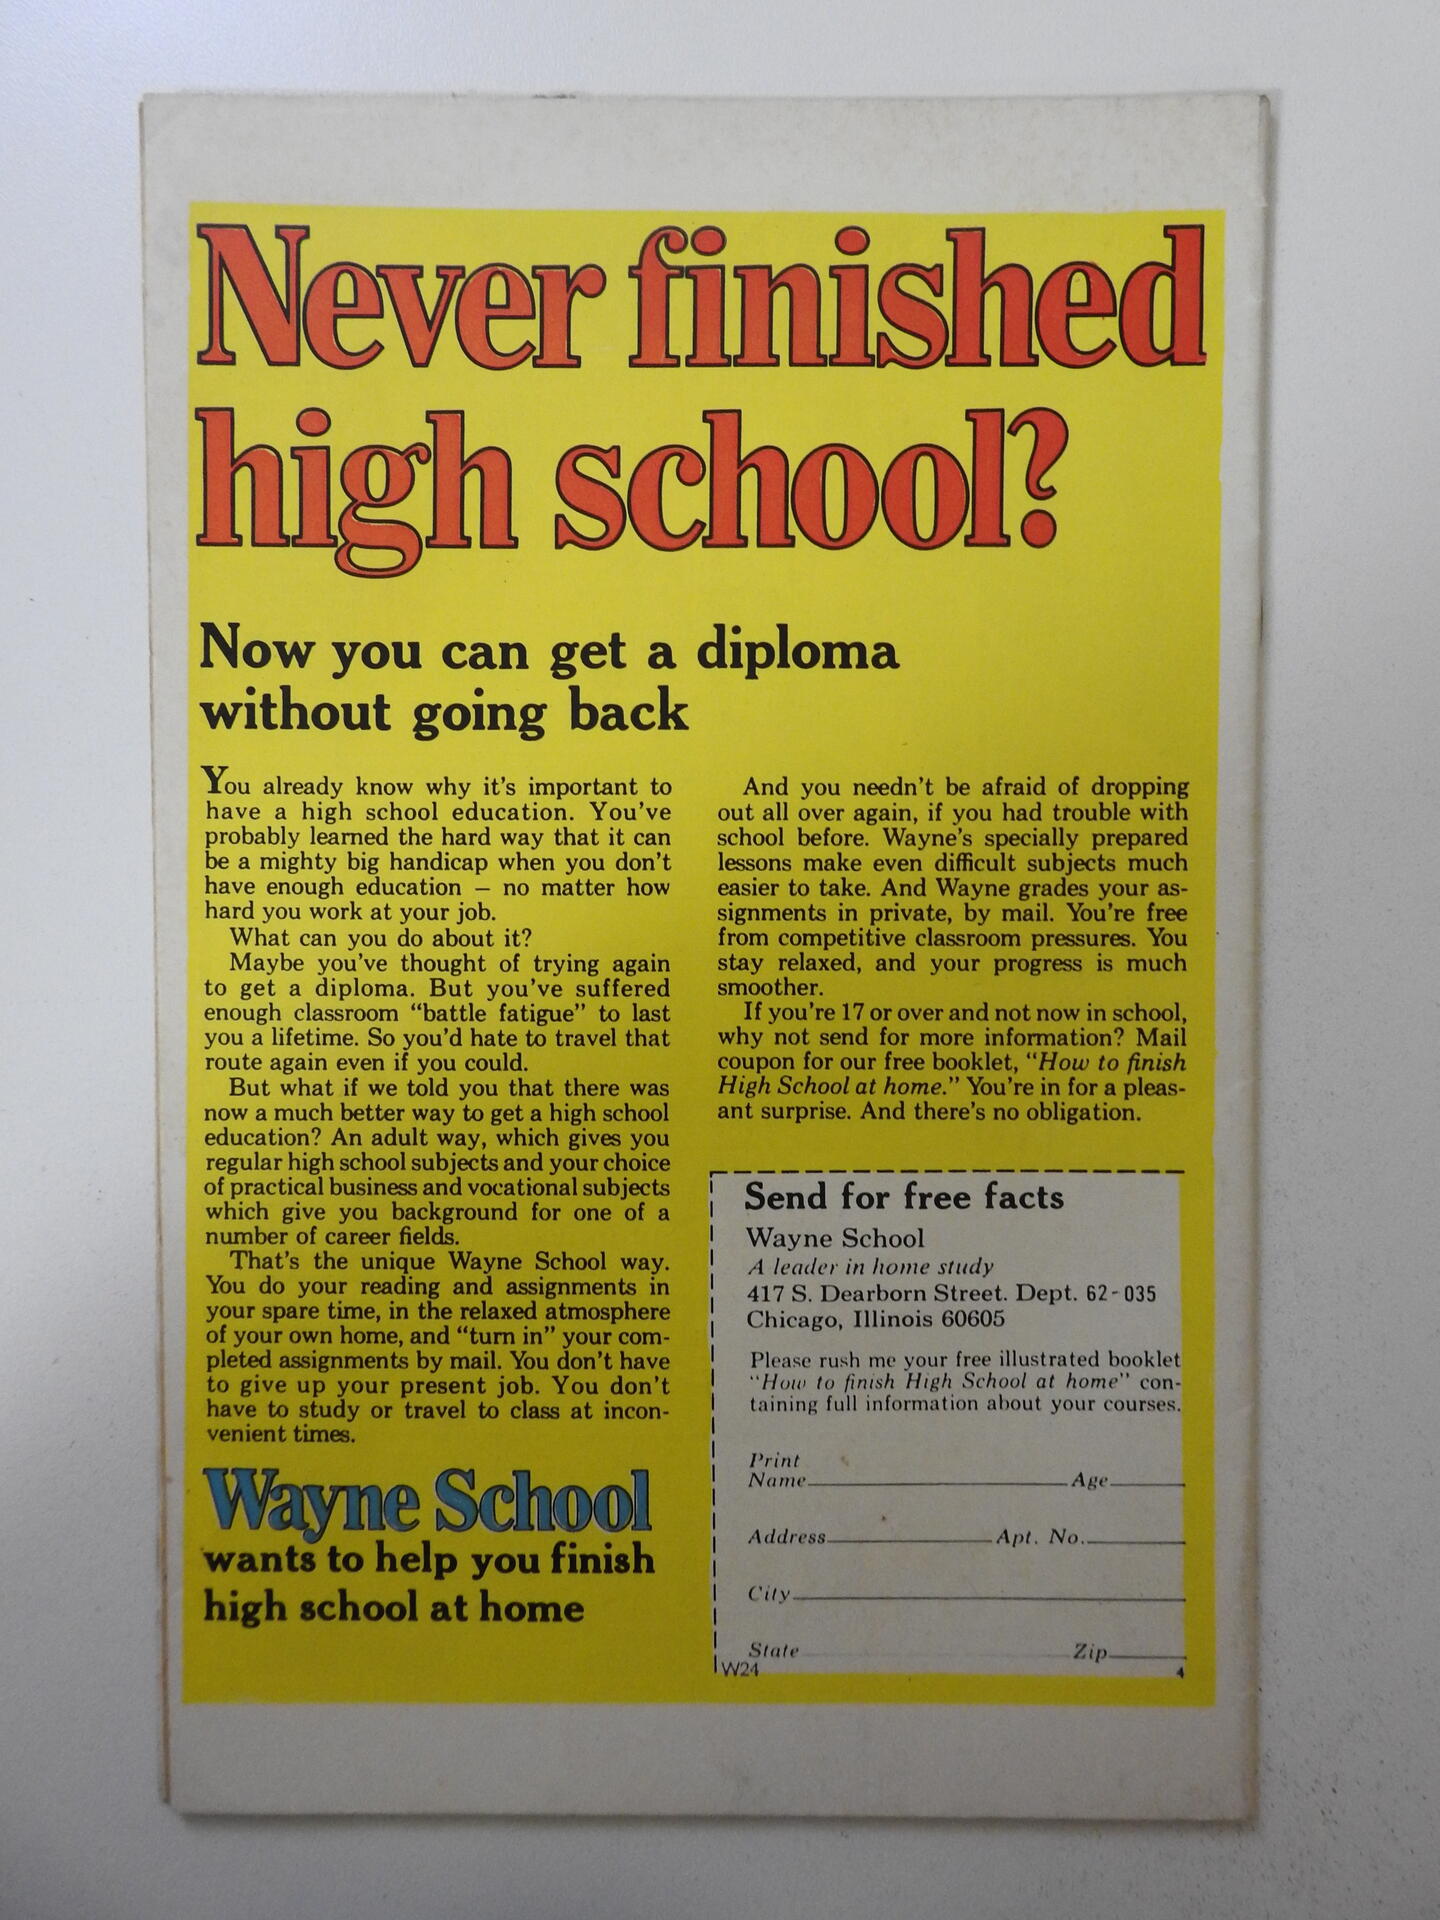 Never finished
high school?
Now you can get a diploma
without going back
You already know why it's important to
have a high school education. You've
probably learned the hard way that it can
be a mighty big handicap when you don't
have enough education – no matter how
hard you work at your job.
What can you do about it?
Maybe you've thought of trying again
to get a diploma. But you've suffered
enough classroom "battle fatigue" to last
you a lifetime. So you'd hate to travel that
route again even if you could.
But what if we told you that there was
now a much better way to get a high school
education? An adult way, which gives you
regular high school subjects and your choice
of practical business and vocational subjects
which give you background for one of a
number of career fields.
That's the unique Wayne School way.
You do your reading and assignments in
your spare time, in the relaxed atmosphere
of your own home, and "turn in" your com-
pleted assignments by mail. You don't have
to give up your present job. You don't
have to study or travel to class at incon-
venient times.
Wayne School
wants to help you finish
high school at home
And you needn't be afraid of dropping
out all over again, if you had trouble with
school before. Wayne's specially prepared
lessons make even difficult subjects much
easier to take. And Wayne grades your as-
signments in private, by mail. You're free
from competitive classroom pressures. You
stay relaxed, and your progress is much
smoother.
If you're 17 or over and not now in school,
why not send for more information? Mail
coupon for our free booklet, "How to finish
High School at home." You're in for a pleas-
ant surprise. And there's no obligation.
Send for free facts
Wayne School
A leader in home study
417 S. Dearborn Street. Dept. 62-035
Chicago, Illinois 60605
Please rush me your free illustrated booklet
"How to finish High School at home" con-
taining full information about your courses.
Print
Name Age
Address Apt. No.
City
State Zip
W24 4